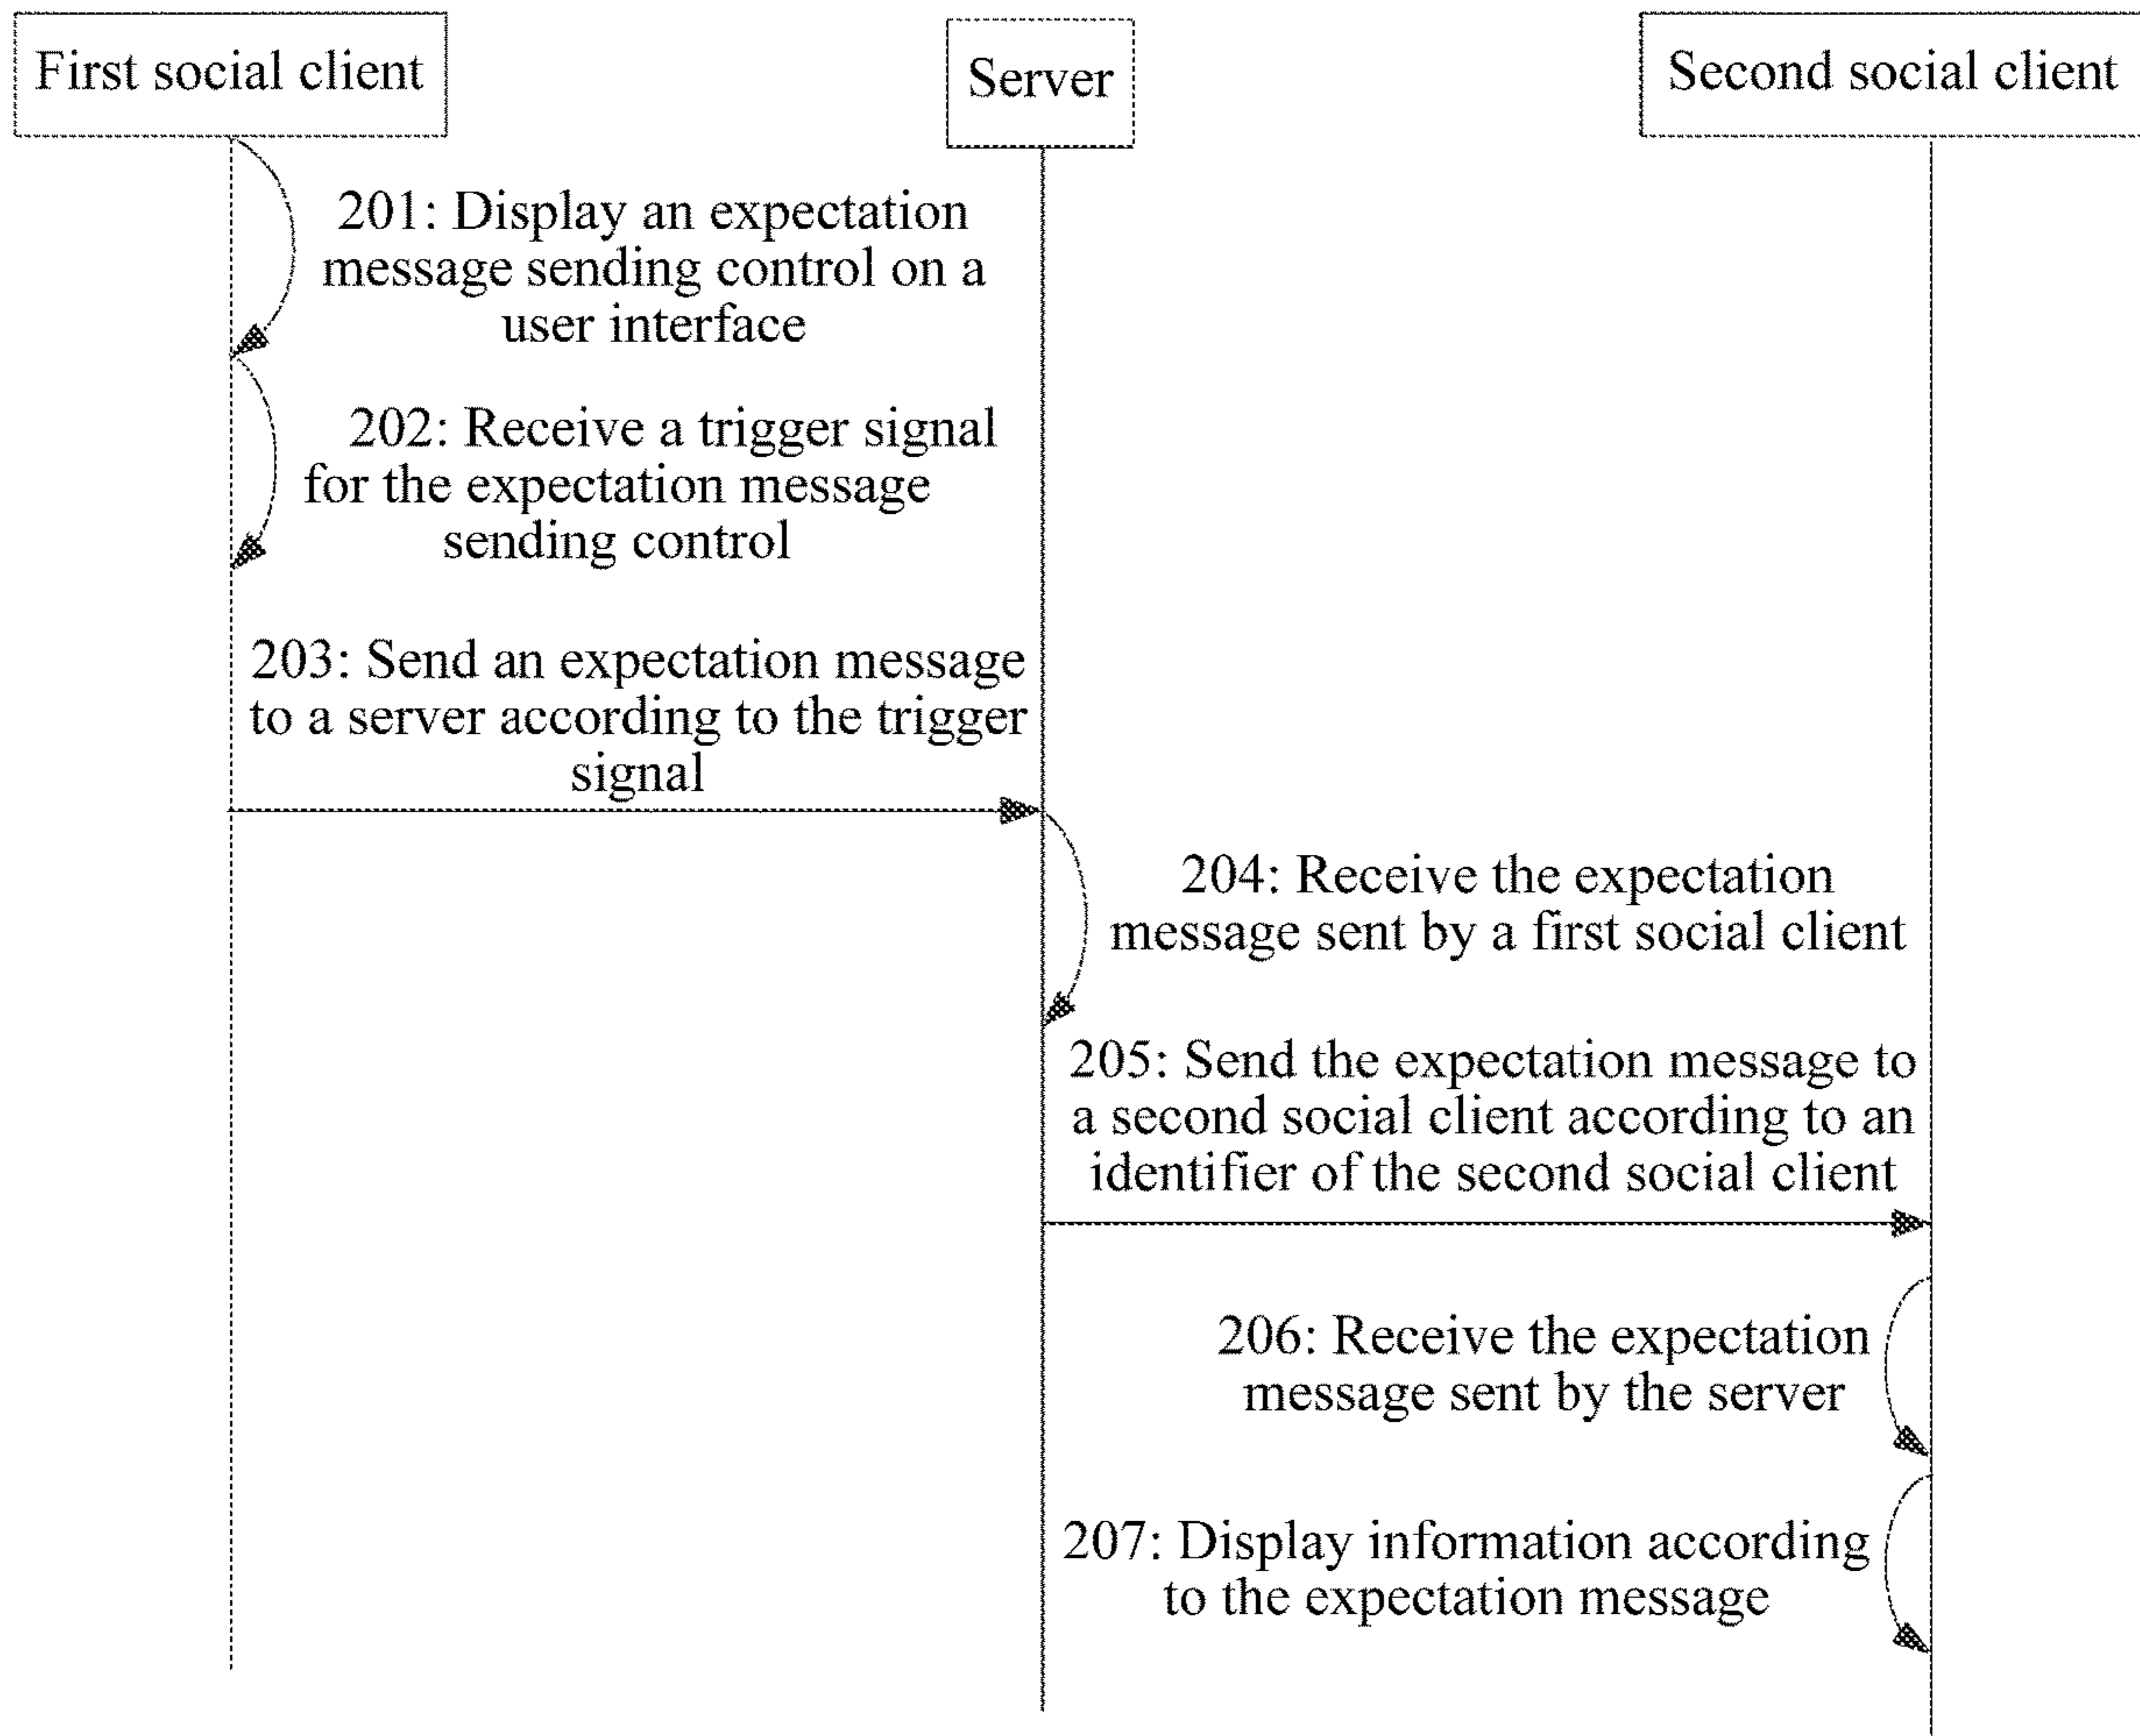 First social client
Server
Second social client
201: Display an expectation
message sending control on a
user interface
202: Receive a trigger signal
for the expectation message
sending control
203: Send an expectation message
to a server according to the trigger
signal
204: Receive the expectation
message sent by a first social client
205: Send the expectation message to
a second social client according to an
identifier of the second social client
206: Receive the expectation
message sent by the server
207: Display information according
to the expectation message